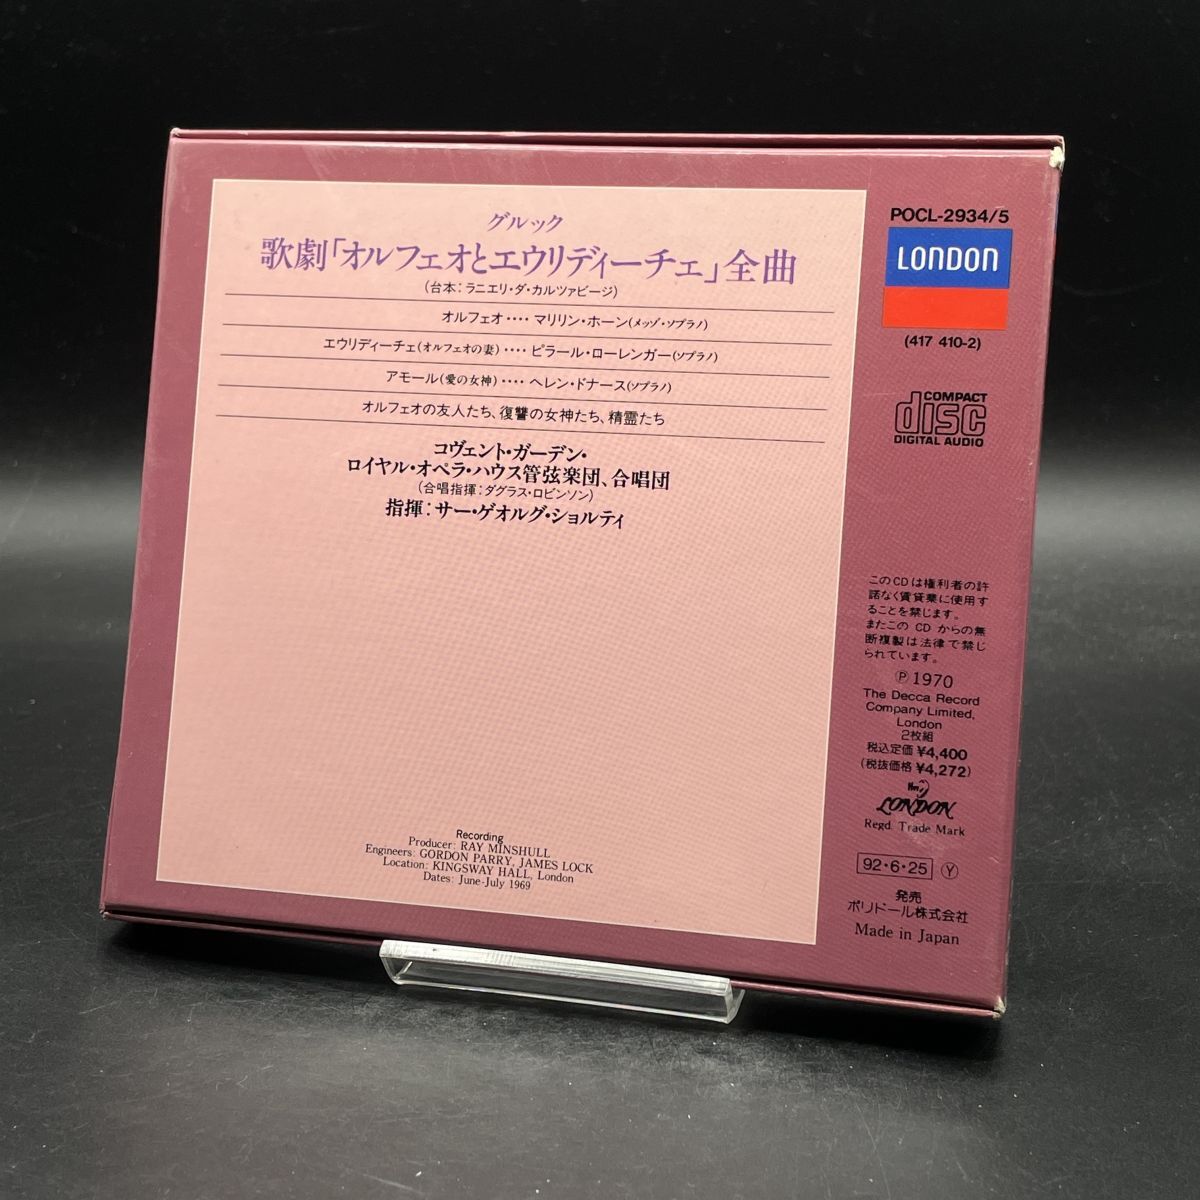 グルック
歌劇「オルフェオとエウリディーチェ」全曲
(台本:ラニエリ・ダ・カルツァビージ)
オルフェオ‥‥マリリン・ホーン(メッゾ・ソプラノ)
エウリディーチェ(オルフェオの妻)‥‥ピラール・ローレンガー(ソプラノ)
アモール(愛の女神)‥‥ヘレン・ドナース(ソプラノ)
オルフェオの友人たち、復讐の女神たち、精霊たち
コヴェント・ガーデン・
ロイヤル・オペラ・ハウス管弦楽団、合唱団
(合唱指揮:ダグラス・ロビンソン)
指揮:サー・ゲオルグ・ショルティ
Recording
Producer: RAY MINSHULL
Engineers: GORDON PARRY, JAMES LOCK
Location: KINGSWAY HALL, London
Dates: June-July 1969
POCL-2934/5
LONDON
(417 410-2)
COMPACT
disc
DIGITAL AUDIO
このCDは権利者の許
諾なく賃貸業に使用す
ることを禁じます。
またこの CD からの無
断複製は法律で禁じ
られています。
Ⓟ1970
The Decca Record
Company Limited,
London
2枚組
税込定価 ¥4,400
(税抜価格 ¥4,272)
LONDON
Regd. Trade Mark
92・6・25 Ⓨ
発売
ポリドール株式会社
Made in Japan